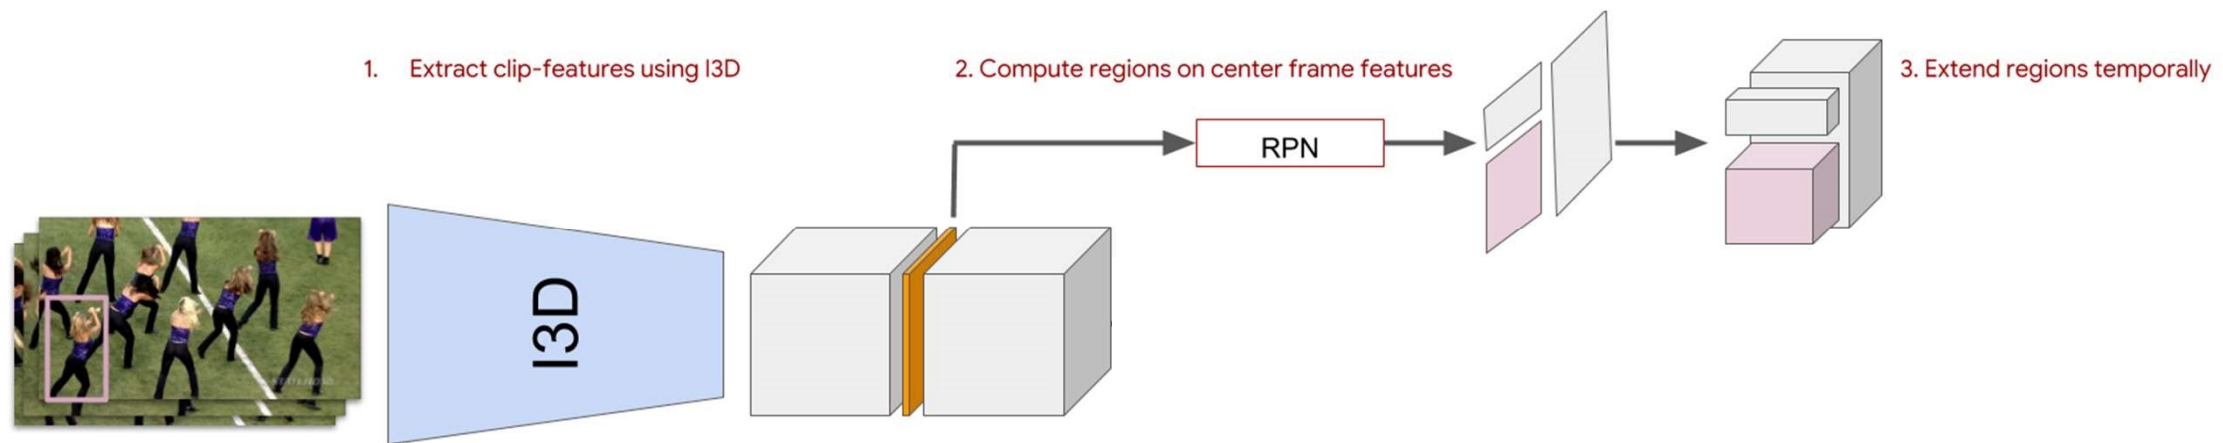 1. Extract clip-features using I3D
2. Compute regions on center frame features
3. Extend regions temporally
RPN
I3D